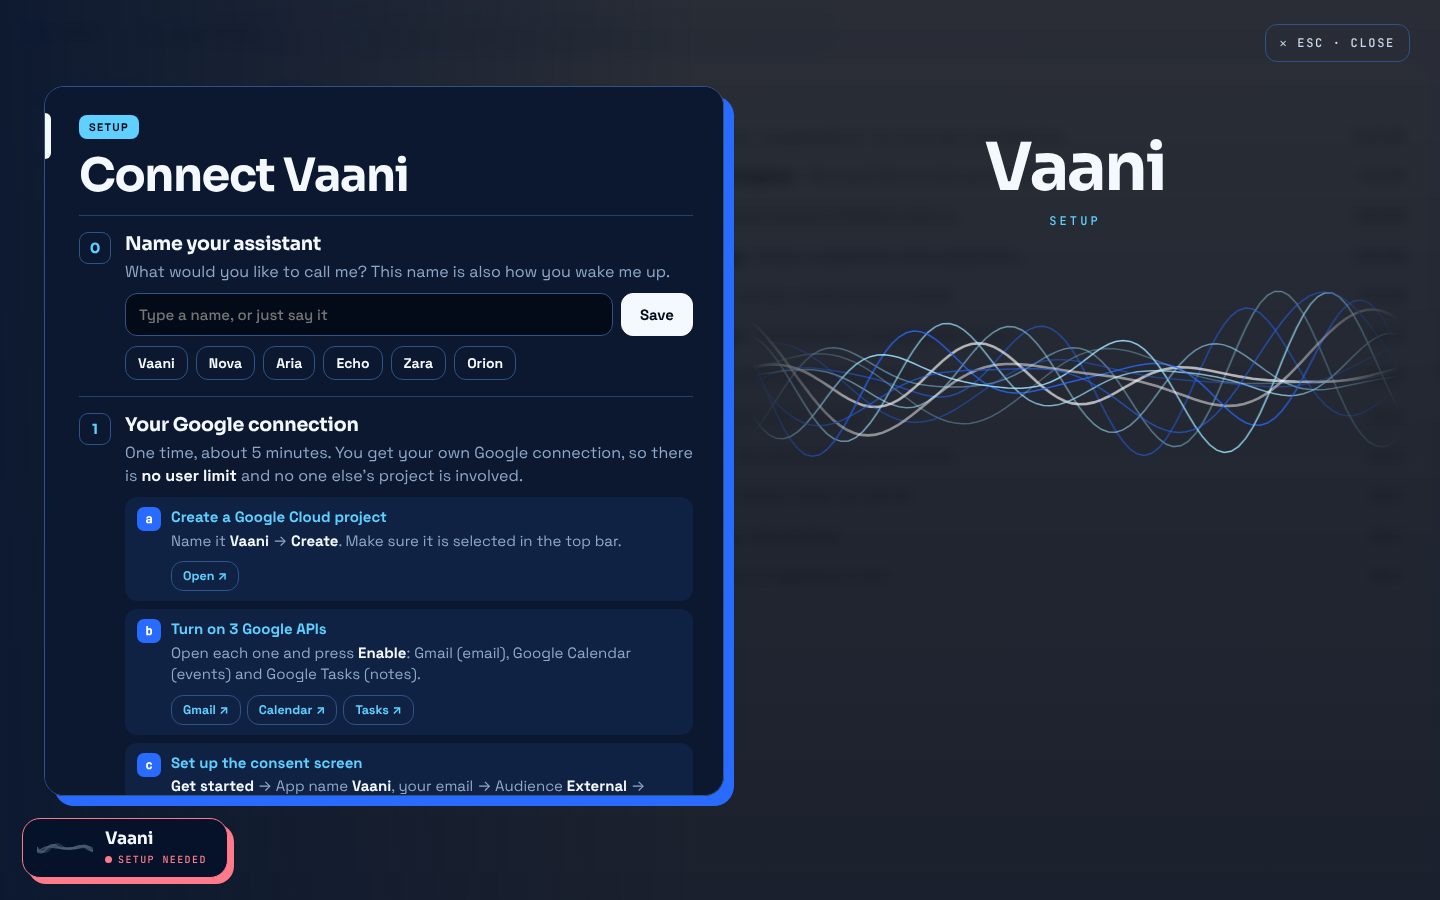 × ESC · CLOSE
SETUP
Connect Vaani
0
Name your assistant
What would you like to call me? This name is also how you wake me up.
Type a name, or just say it
Save
Vaani
Nova
Aria
Echo
Zara
Orion
1
Your Google connection
One time, about 5 minutes. You get your own Google connection, so there
is no user limit and no one else's project is involved.
a
Create a Google Cloud project
Name it Vaani → Create. Make sure it is selected in the top bar.
Open ↗
b
Turn on 3 Google APIs
Open each one and press Enable: Gmail (email), Google Calendar
(events) and Google Tasks (notes).
Gmail ↗
Calendar ↗
Tasks ↗
c
Set up the consent screen
Get started → App name Vaani, your email → Audience External →
Vaani
SETUP
Vaani
SETUP NEEDED